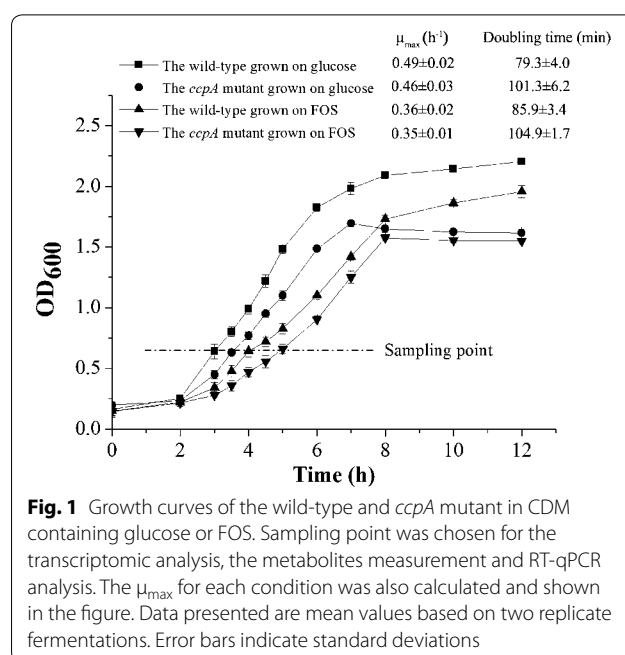 μmax (h-1) Doubling time (min)
The wild-type grown on glucose 0.49±0.02 79.3±4.0
The ccpA mutant grown on glucose 0.46±0.03 101.3±6.2
The wild-type grown on FOS 0.36±0.02 85.9±3.4
The ccpA mutant grown on FOS 0.35±0.01 104.9±1.7
2.5
2.0
1.5
1.0
0.5
0.0
OD600
Sampling point
0 2 4 6 8 10 12
Time (h)
Fig. 1 Growth curves of the wild-type and ccpA mutant in CDM
containing glucose or FOS. Sampling point was chosen for the
transcriptomic analysis, the metabolites measurement and RT-qPCR
analysis. The μmax for each condition was also calculated and shown
in the figure. Data presented are mean values based on two replicate
fermentations. Error bars indicate standard deviations